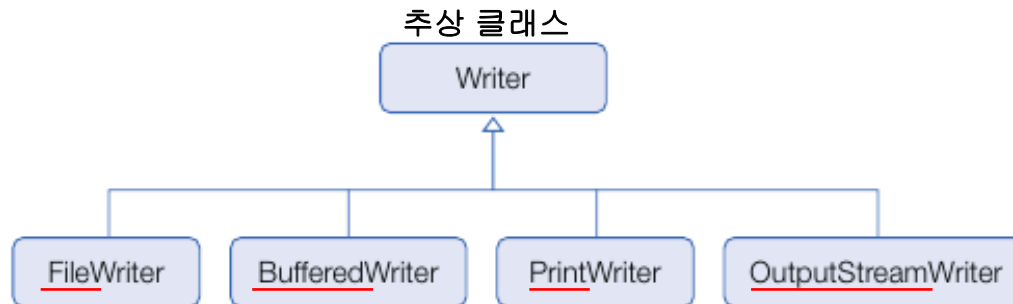 추상 클래스
Writer
FileWriter
BufferedWriter
PrintWriter
OutputStreamWriter